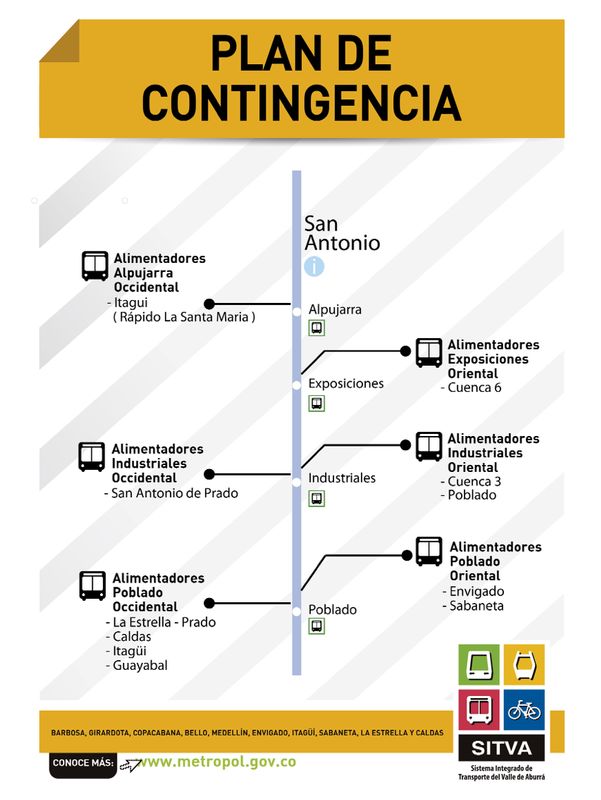 PLAN DE
CONTINGENCIA
San
Antonio
i
Alimentadores
Alpujarra
Occidental
- Itagui
( Rápido La Santa Maria )
Alpujarra
Alimentadores
Exposiciones
Oriental
- Cuenca 6
Exposiciones
Alimentadores
Industriales
Occidental
- San Antonio de Prado
Alimentadores
Industriales
Oriental
- Cuenca 3
- Poblado
Industriales
Alimentadores
Poblado
Oriental
- Envigado
- Sabaneta
Alimentadores
Poblado
Occidental
- La Estrella - Prado
- Caldas
- Itagüi
- Guayabal
Poblado
BARBOSA, GIRARDOTA, COPACABANA, BELLO, MEDELLÍN, ENVIGADO, ITAGÜÍ, SABANETA, LA ESTRELLA Y CALDAS
SITVA
Sistema Integrado de
Transporte del Valle de Aburrá
CONOCE MÁS: www.metropol.gov.co